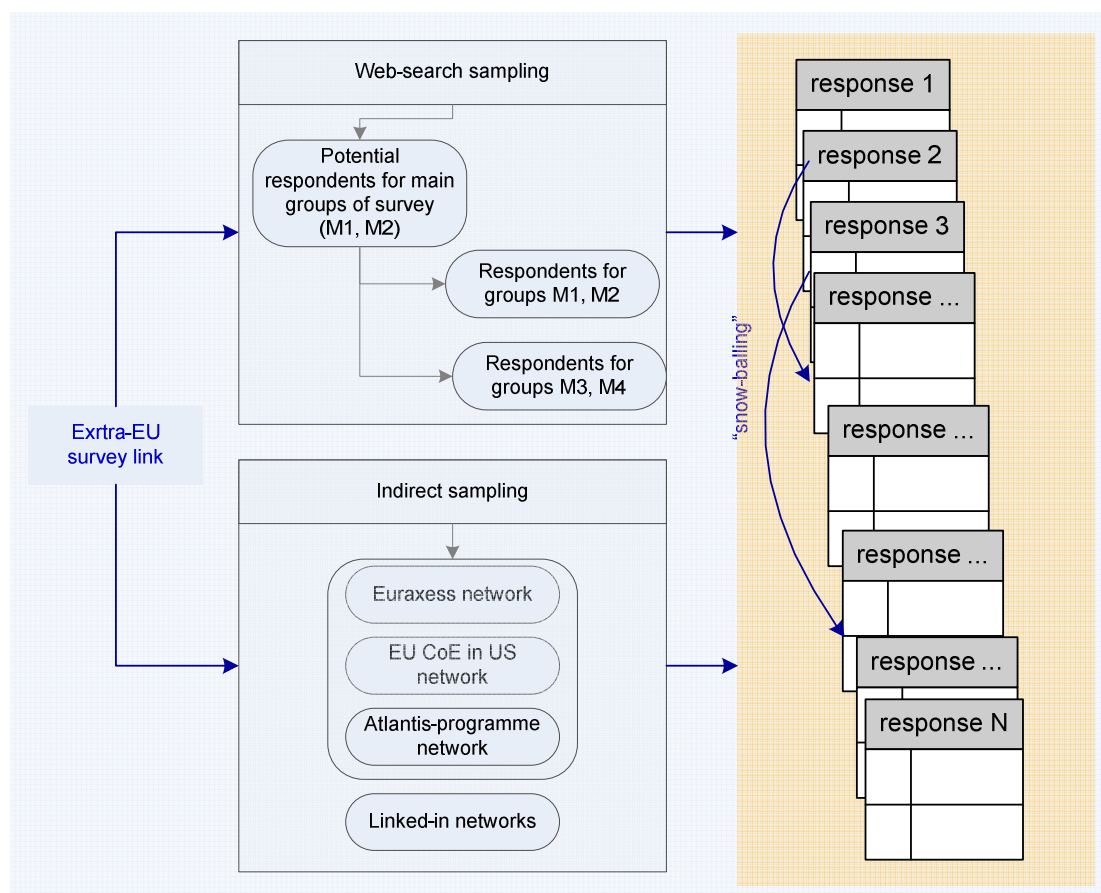 Web-search sampling
Potential
respondents for main
groups of survey
(M1, M2)
Respondents for
groups M1, M2
Respondents for
groups M3, M4
Exrtra-EU
survey link
Indirect sampling
Euraxess network
EU CoE in US
network
Atlantis-programme
network
Linked-in networks
“snow-balling”
response 1
response 2
response 3
response ...
response ...
response ...
response ...
response N